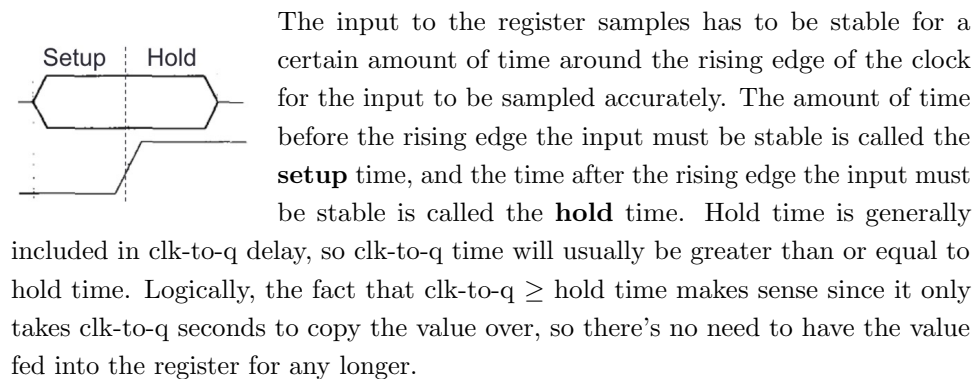 Setup Hold
The input to the register samples has to be stable for a
certain amount of time around the rising edge of the clock
for the input to be sampled accurately. The amount of time
before the rising edge the input must be stable is called the
setup time, and the time after the rising edge the input must
be stable is called the hold time. Hold time is generally
included in clk-to-q delay, so clk-to-q time will usually be greater than or equal to
hold time. Logically, the fact that clk-to-q ≥ hold time makes sense since it only
takes clk-to-q seconds to copy the value over, so there's no need to have the value
fed into the register for any longer.